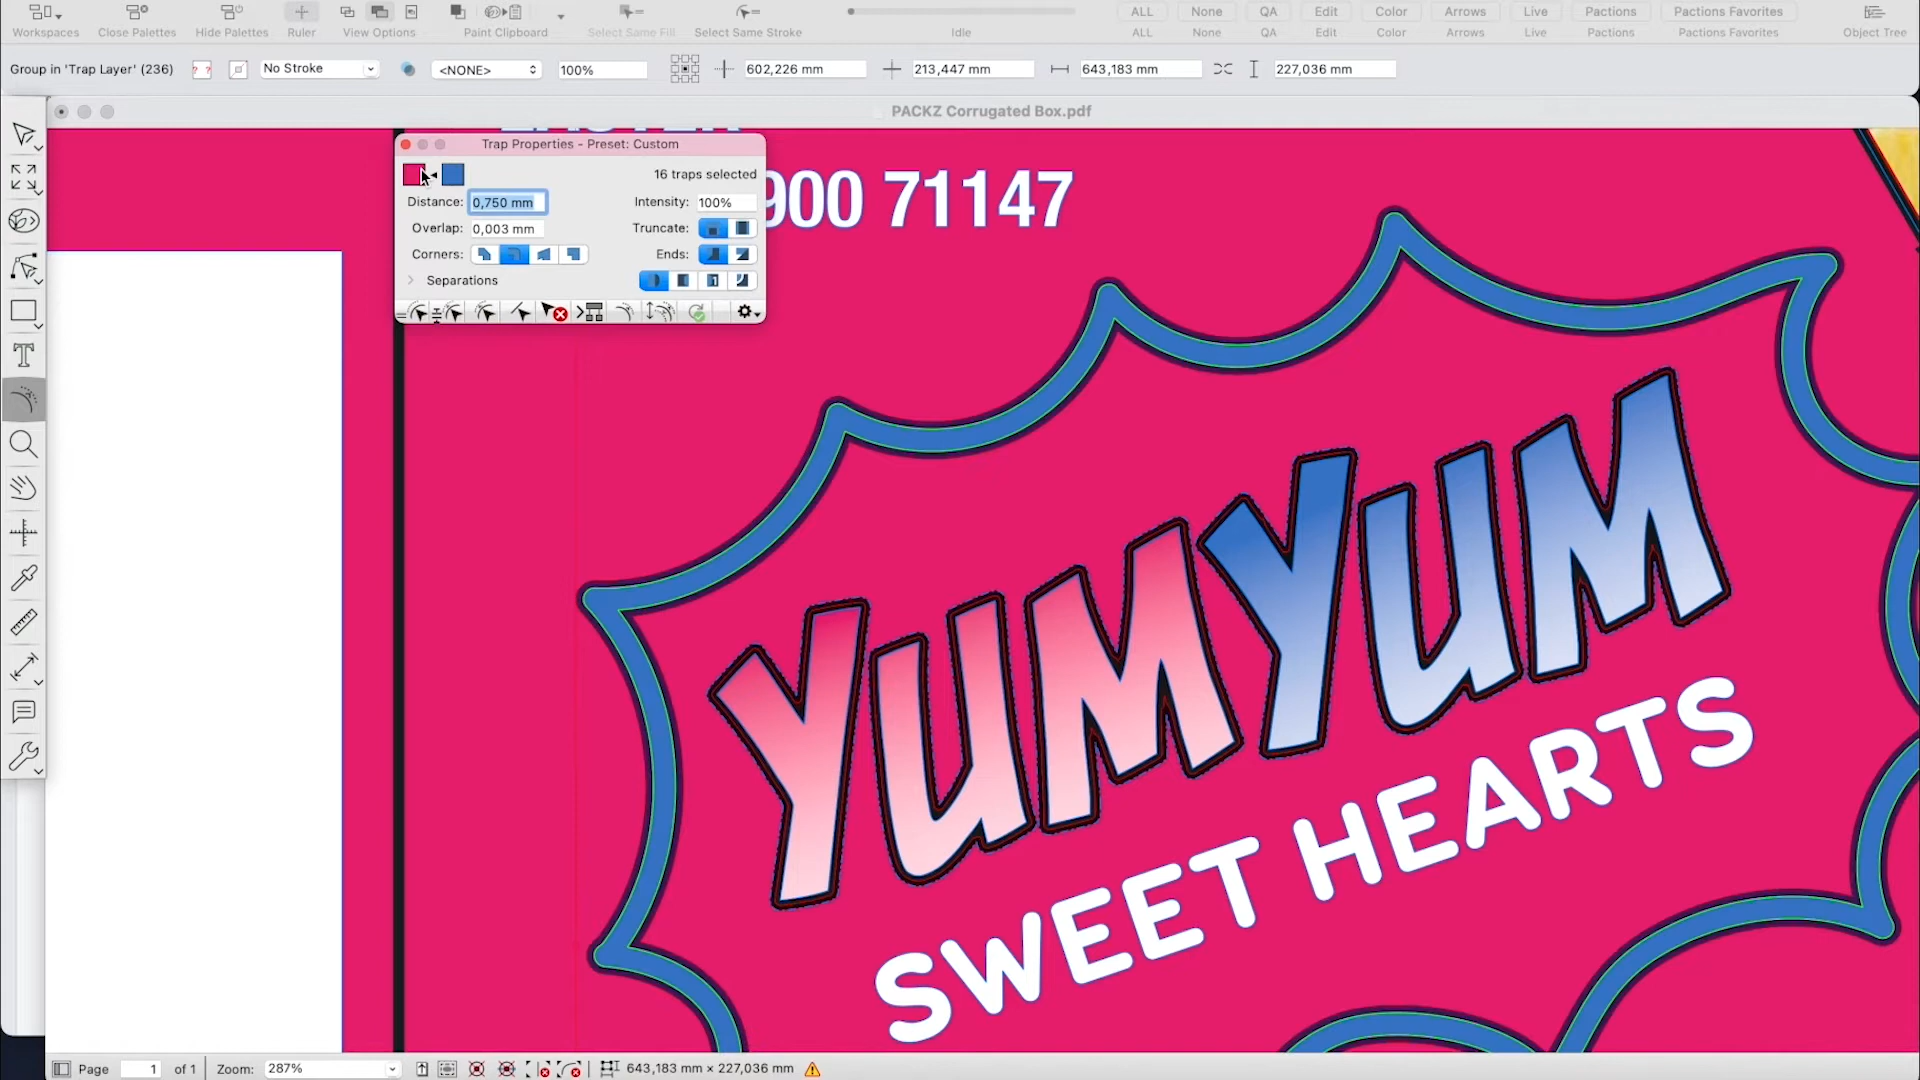 Workspaces Close Palettes Hide Palettes Ruler View Options Paint Clipboard Select Same Fill Select Same Stroke Idle
ALL None QA Edit Color Arrows Live Pactions Pactions Favorites
ALL None QA Edit Color Arrows Live Pactions Pactions Favorites Object Tree
Group in 'Trap Layer' (236) ? ? No Stroke <NONE> 100% 602,226 mm 213,447 mm 643,183 mm 227,036 mm
PACKZ Corrugated Box.pdf
Trap Properties - Preset: Custom
16 traps selected
Distance: 0,750 mm Intensity: 100%
Overlap: 0,003 mm Truncate:
Corners: Ends:
Separations
900 71147
YUM YUM
SWEET HEARTS
Page 1 of 1 Zoom: 287% 643,183 mm × 227,036 mm